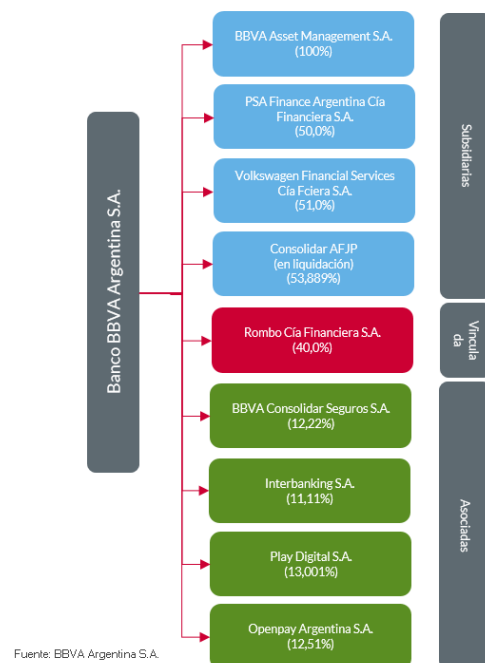 Banco BBVA Argentina S.A.
BBVA Asset Management S.A.
(100%)
PSA Finance Argentina Cía
Financiera S.A.
(50,0%)
Volkswagen Financial Services
Cía Fciera S.A.
(51,0%)
Consolidar AFJP
(en liquidación)
(53,889%)
Subsidiarias
Rombo Cía Financiera S.A.
(40,0%)
Vincula
da
BBVA Consolidar Seguros S.A.
(12,22%)
Interbanking S.A.
(11,11%)
Play Digital S.A.
(13,001%)
Openpay Argentina S.A.
(12,51%)
Asociadas
Fuente: BBVA Argentina S.A.